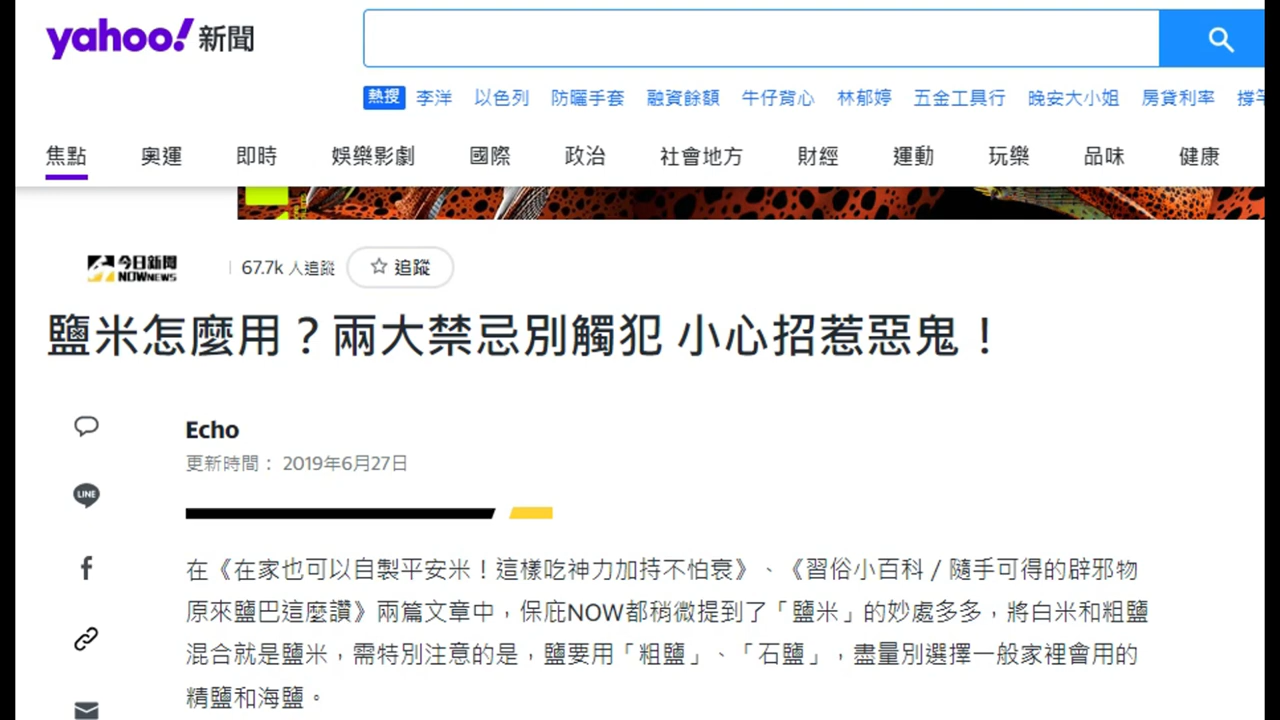 yahoo! 新聞
熱搜 李洋 以色列 防曬手套 融資餘額 牛仔背心 林郁婷 五金工具行 晚安大小姐 房貸利率
焦點 奧運 即時 娛樂影劇 國際 政治 社會地方 財經 運動 玩樂 品味 健康
今日新聞 NOWNEWS 67.7k 人追蹤 追蹤
鹽米怎麼用？兩大禁忌別觸犯 小心招惹惡鬼！
Echo
更新時間： 2019年6月27日
LINE
在《在家也可以自製平安米！這樣吃神力加持不怕衰》、《習俗小百科／隨手可得的辟邪物
原來鹽巴這麼讚》兩篇文章中，保庇NOW都稍微提到了「鹽米」的妙處多多，將白米和粗鹽
混合就是鹽米，需特別注意的是，鹽要用「粗鹽」、「石鹽」，盡量別選擇一般家裡會用的
精鹽和海鹽。